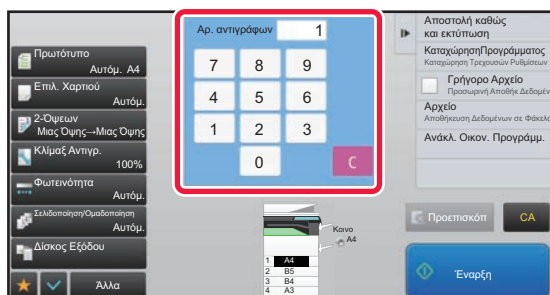 Πρωτότυπο
Αυτόμ. A4
Επιλ. Χαρτιού
Αυτόμ.
2-Όψεων
Μιας Όψης→Μιας Όψης
Κλίμαξ Αντιγρ.
100%
Φωτεινότητα
Αυτόμ.
Σελιδοποίηση/Ομαδοποίηση
Αυτόμ.
Δίσκος Εξόδου
Άλλα
Αρ. αντιγράφων 1
7 8 9
4 5 6
1 2 3
0 C
Κοινο
A4
1 A4
2 B5
3 B4
4 A3
Αποστολή καθώς
και εκτύπωση
ΚαταχώρησηΠρογράμματος
Καταχώρηση Τρεχουσών Ρυθμίσεων
Γρήγορο Αρχείο
Προσωρινή Αποθήκ Δεδομέν
Αρχείο
Αποθήκευση Δεδομένων σε Φάκελο
Ανάκλ. Οικον. Προγράμμ.
Προεπισκόπ
CA
Έναρξη